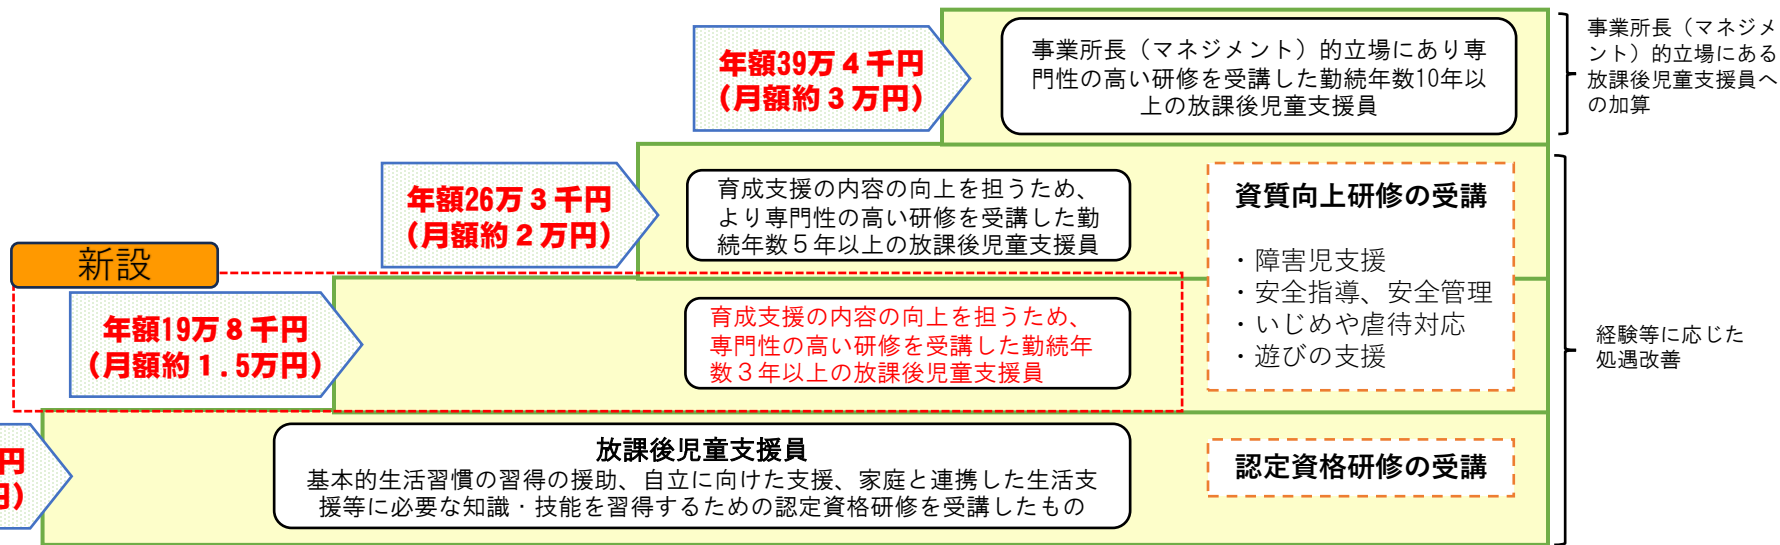 年額39万4千円
（月額約3万円）
事業所長（マネジメント）的立場にあり専
門性の高い研修を受講した勤続年数10年以
上の放課後児童支援員
事業所長（マネジメ
ント）的立場にある
放課後児童支援員へ
の加算
年額26万3千円
（月額約2万円）
育成支援の内容の向上を担うため、
より専門性の高い研修を受講した勤
続年数５年以上の放課後児童支援員
資質向上研修の受講
・障害児支援
・安全指導、安全管理
・いじめや虐待対応
・遊びの支援
新設
年額19万8千円
（月額約1.5万円）
育成支援の内容の向上を担うため、
専門性の高い研修を受講した勤続年
数３年以上の放課後児童支援員
経験等に応じた
処遇改善
円
円）
放課後児童支援員
基本的生活習慣の習得の援助、自立に向けた支援、家庭と連携した生活支
援等に必要な知識・技能を習得するための認定資格研修を受講したもの
認定資格研修の受講